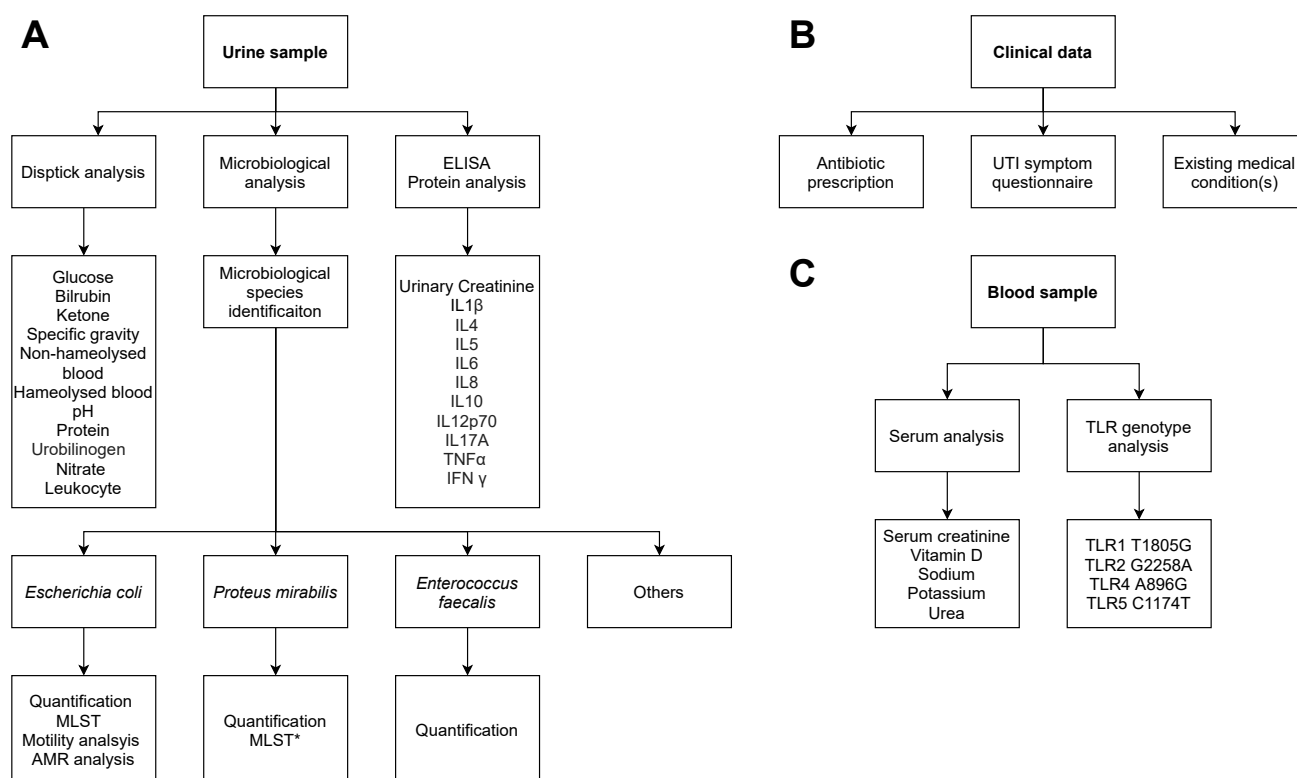 A
Urine sample
Disptick analysis
Microbiological
analysis
ELISA
Protein analysis
Glucose
Bilrubin
Ketone
Specific gravity
Non-hameolysed
blood
Hameolysed blood
pH
Protein
Urobilinogen
Nitrate
Leukocyte
Microbiological
species
identificaiton
Urinary Creatinine
IL1β
IL4
IL5
IL6
IL8
IL10
IL12p70
IL17A
TNFα
IFN γ
Escherichia coli
Proteus mirabilis
Enterococcus
faecalis
Others
Quantification
MLST
Motility analsyis
AMR analysis
Quantification
MLST*
Quantification
B
Clinical data
Antibiotic
prescription
UTI symptom
questionnaire
Existing medical
condition(s)
C
Blood sample
Serum analysis
TLR genotype
analysis
Serum creatinine
Vitamin D
Sodium
Potassium
Urea
TLR1 T1805G
TLR2 G2258A
TLR4 A896G
TLR5 C1174T